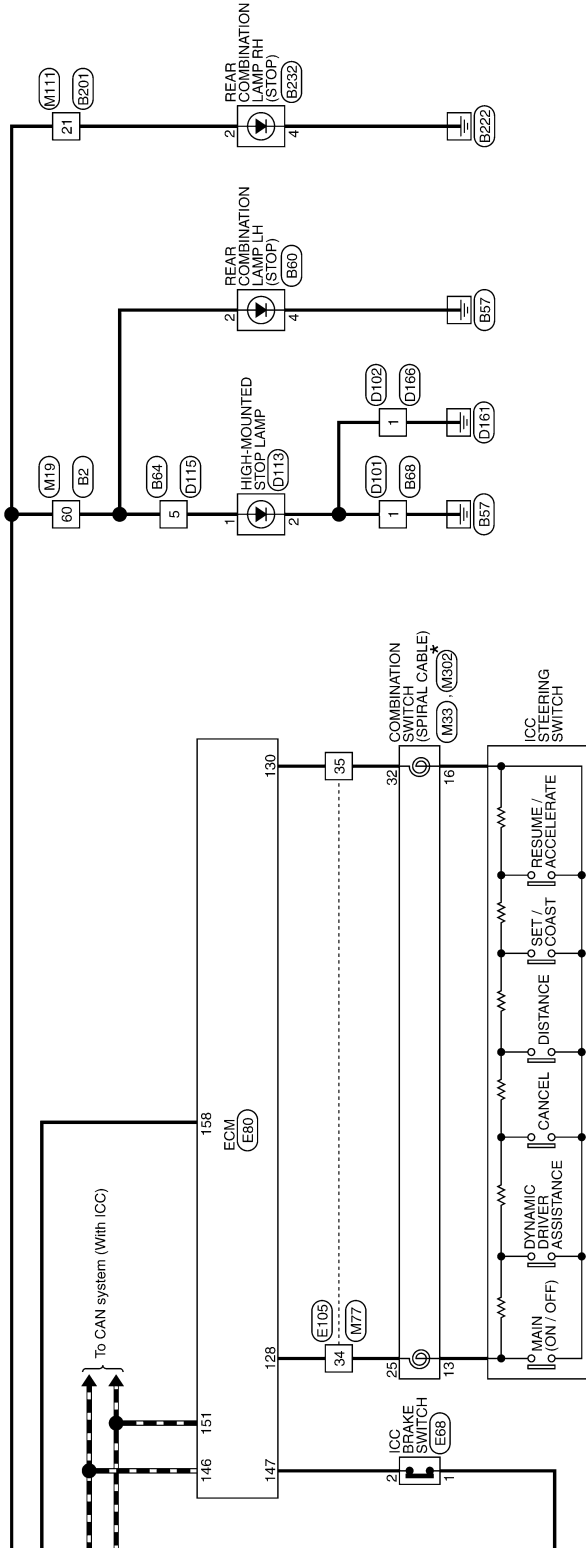 M111
B201
21
REAR
COMBINATION
LAMP RH
(STOP)
B232
2
4
B222
REAR
COMBINATION
LAMP LH
(STOP)
B60
2
4
B57
M19
B2
60
B64
D115
5
HIGH-MOUNTED
STOP LAMP
D113
1
2
D102
D166
1
D161
D101
B68
1
B57
To CAN system (With ICC)
146
151
158
ECM
E80
147
128
130
E105
M77
34
35
COMBINATION
SWITCH
(SPIRAL CABLE)
M33 , M302 *
25
32
13
16
ICC
BRAKE
SWITCH
E68
2
1
ICC
STEERING
SWITCH
MAIN
(ON / OFF)
DYNAMIC
DRIVER
ASSISTANCE
CANCEL
DISTANCE
SET /
COAST
RESUME /
ACCELERATE